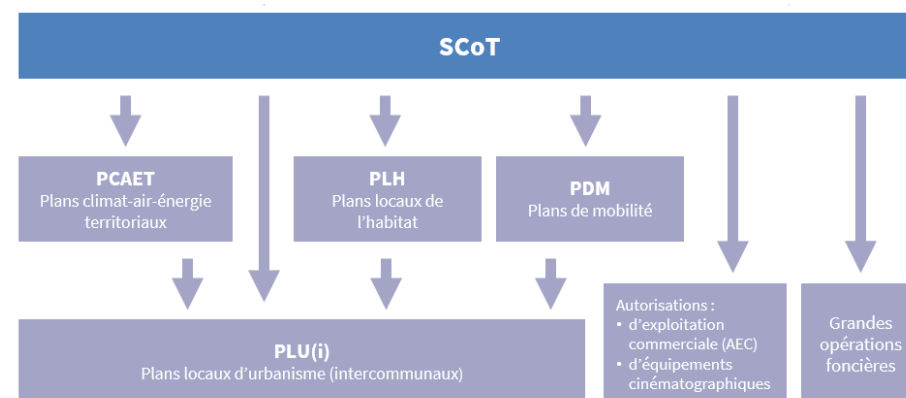 SCoT
PCAET
Plans climat-air-énergie
territoriaux
PLH
Plans locaux de
l’habitat
PDM
Plans de mobilité
PLU(i)
Plans locaux d’urbanisme (intercommunaux)
Autorisations :
• d’exploitation
commerciale (AEC)
• d’équipements
cinématographiques
Grandes
opérations
foncières